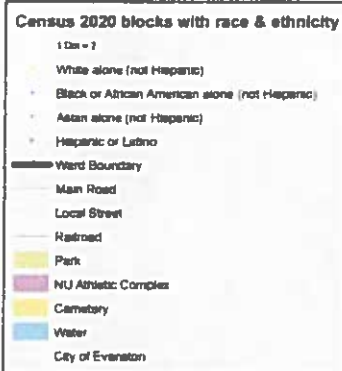 Census 2020 blocks with race & ethnicity
1 Dot =
White alone (not Hispanic)
Black or African American alone (not Hispanic)
Asian alone (not Hispanic)
Hispanic or Latino
Ward Boundary
Main Road
Local Street
Railroad
Park
NU Athletic Complex
Cemetery
Water
City of Evanston